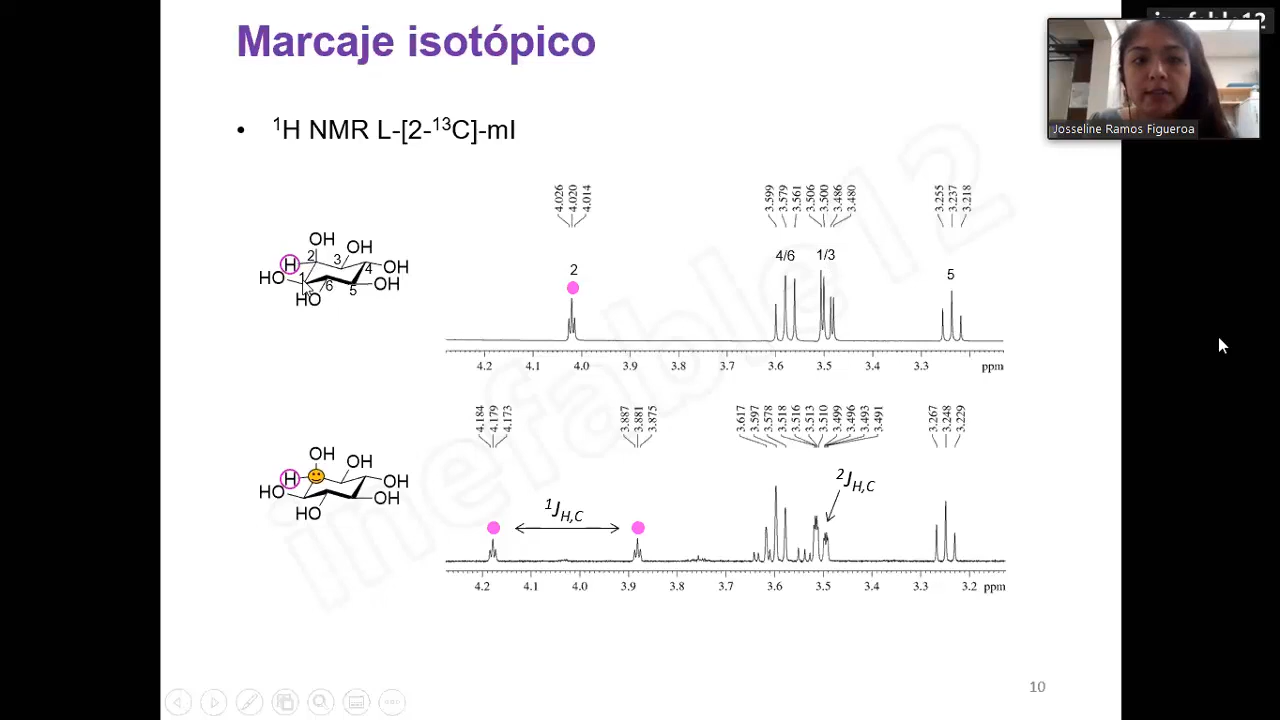 Marcaje isotópico
inefable12
Josseline Ramos Figueroa
• ¹H NMR L-[2-¹³C]-mI
4.026 4.020 4.014 3.599 3.579 3.561 3.506 3.500 3.486 3.480 3.255 3.237 3.218
OH
OH
H 2 3 4 OH
HO 1 6 5 OH
HO
2 4/6 1/3 5
4.2 4.1 4.0 3.9 3.8 3.7 3.6 3.5 3.4 3.3 ppm
4.184 4.179 4.173 3.887 3.881 3.875 3.617 3.597 3.578 3.518 3.516 3.513 3.510 3.499 3.496 3.493 3.491 3.267 3.248 3.229
OH
OH
H OH
HO OH
HO
¹J H,C
²J H,C
4.2 4.1 4.0 3.9 3.8 3.7 3.6 3.5 3.4 3.3 3.2 ppm
inefable12
10